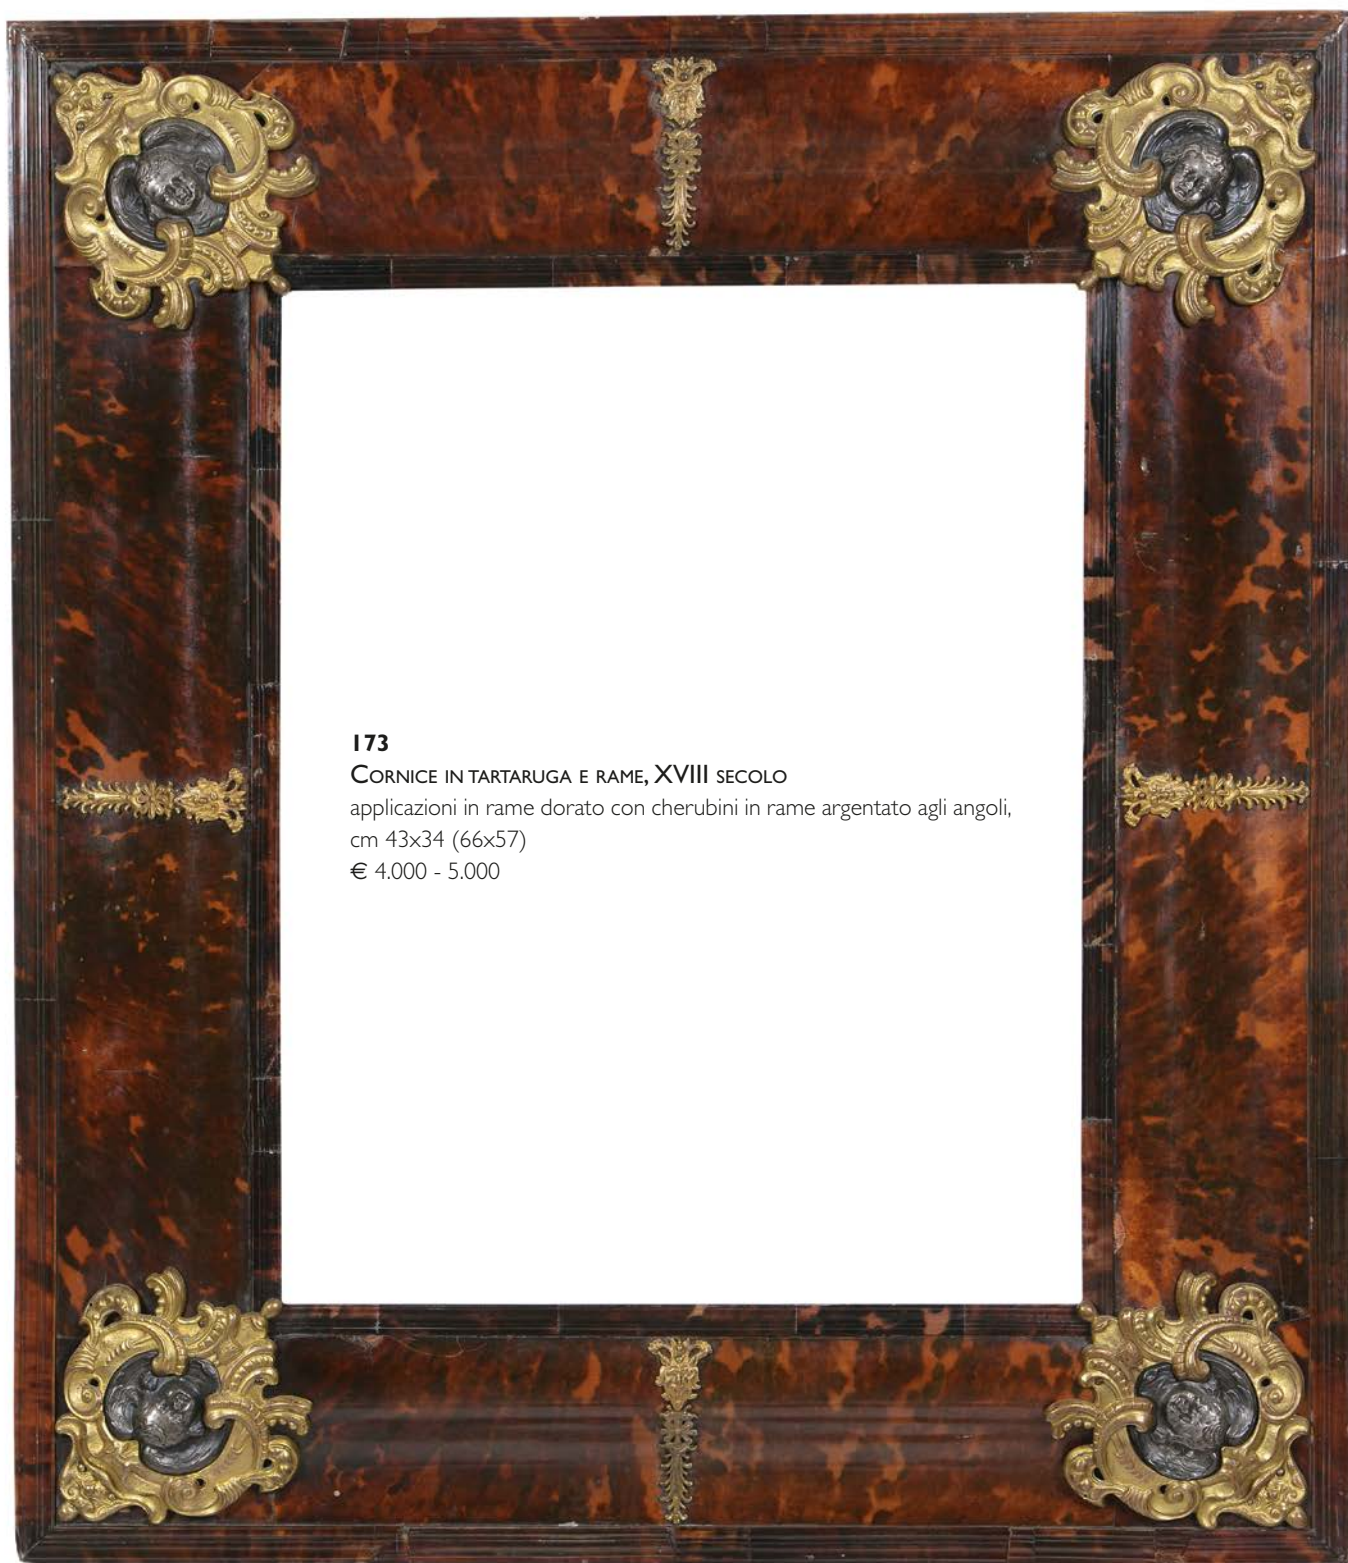 173
Cornice in tartaruga e rame, XVIII secolo
applicazioni in rame dorato con cherubini in rame argentato agli angoli,
cm 43x34 (66x57)
€ 4.000 - 5.000